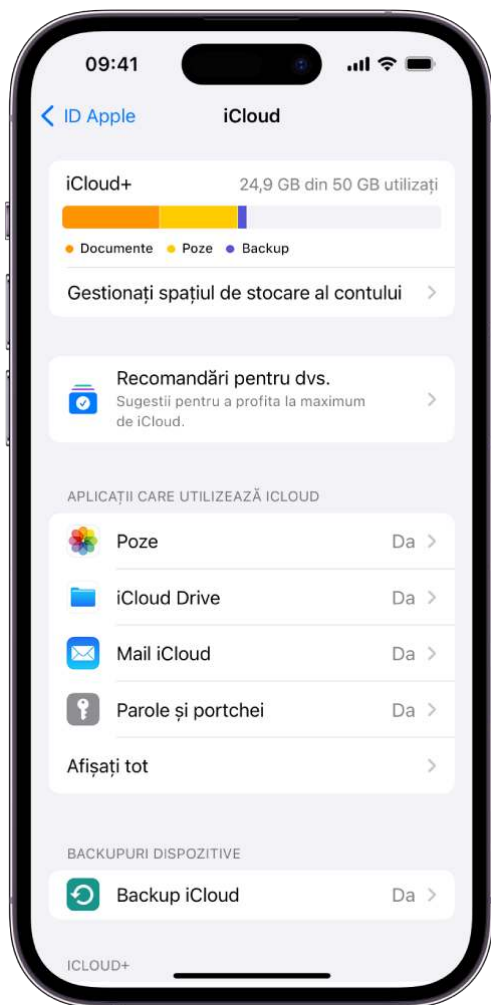 09:41
ID Apple
iCloud
iCloud+ 24,9 GB din 50 GB utilizați
Documente Poze Backup
Gestionați spațiul de stocare al contului
Recomandări pentru dvs.
Sugestii pentru a profita la maximum
de iCloud.
APLICAȚII CARE UTILIZEAZĂ ICLOUD
Poze Da
iCloud Drive Da
Mail iCloud Da
Parole și portchei Da
Afișați tot
BACKUPURI DISPOZITIVE
Backup iCloud Da
ICLOUD+